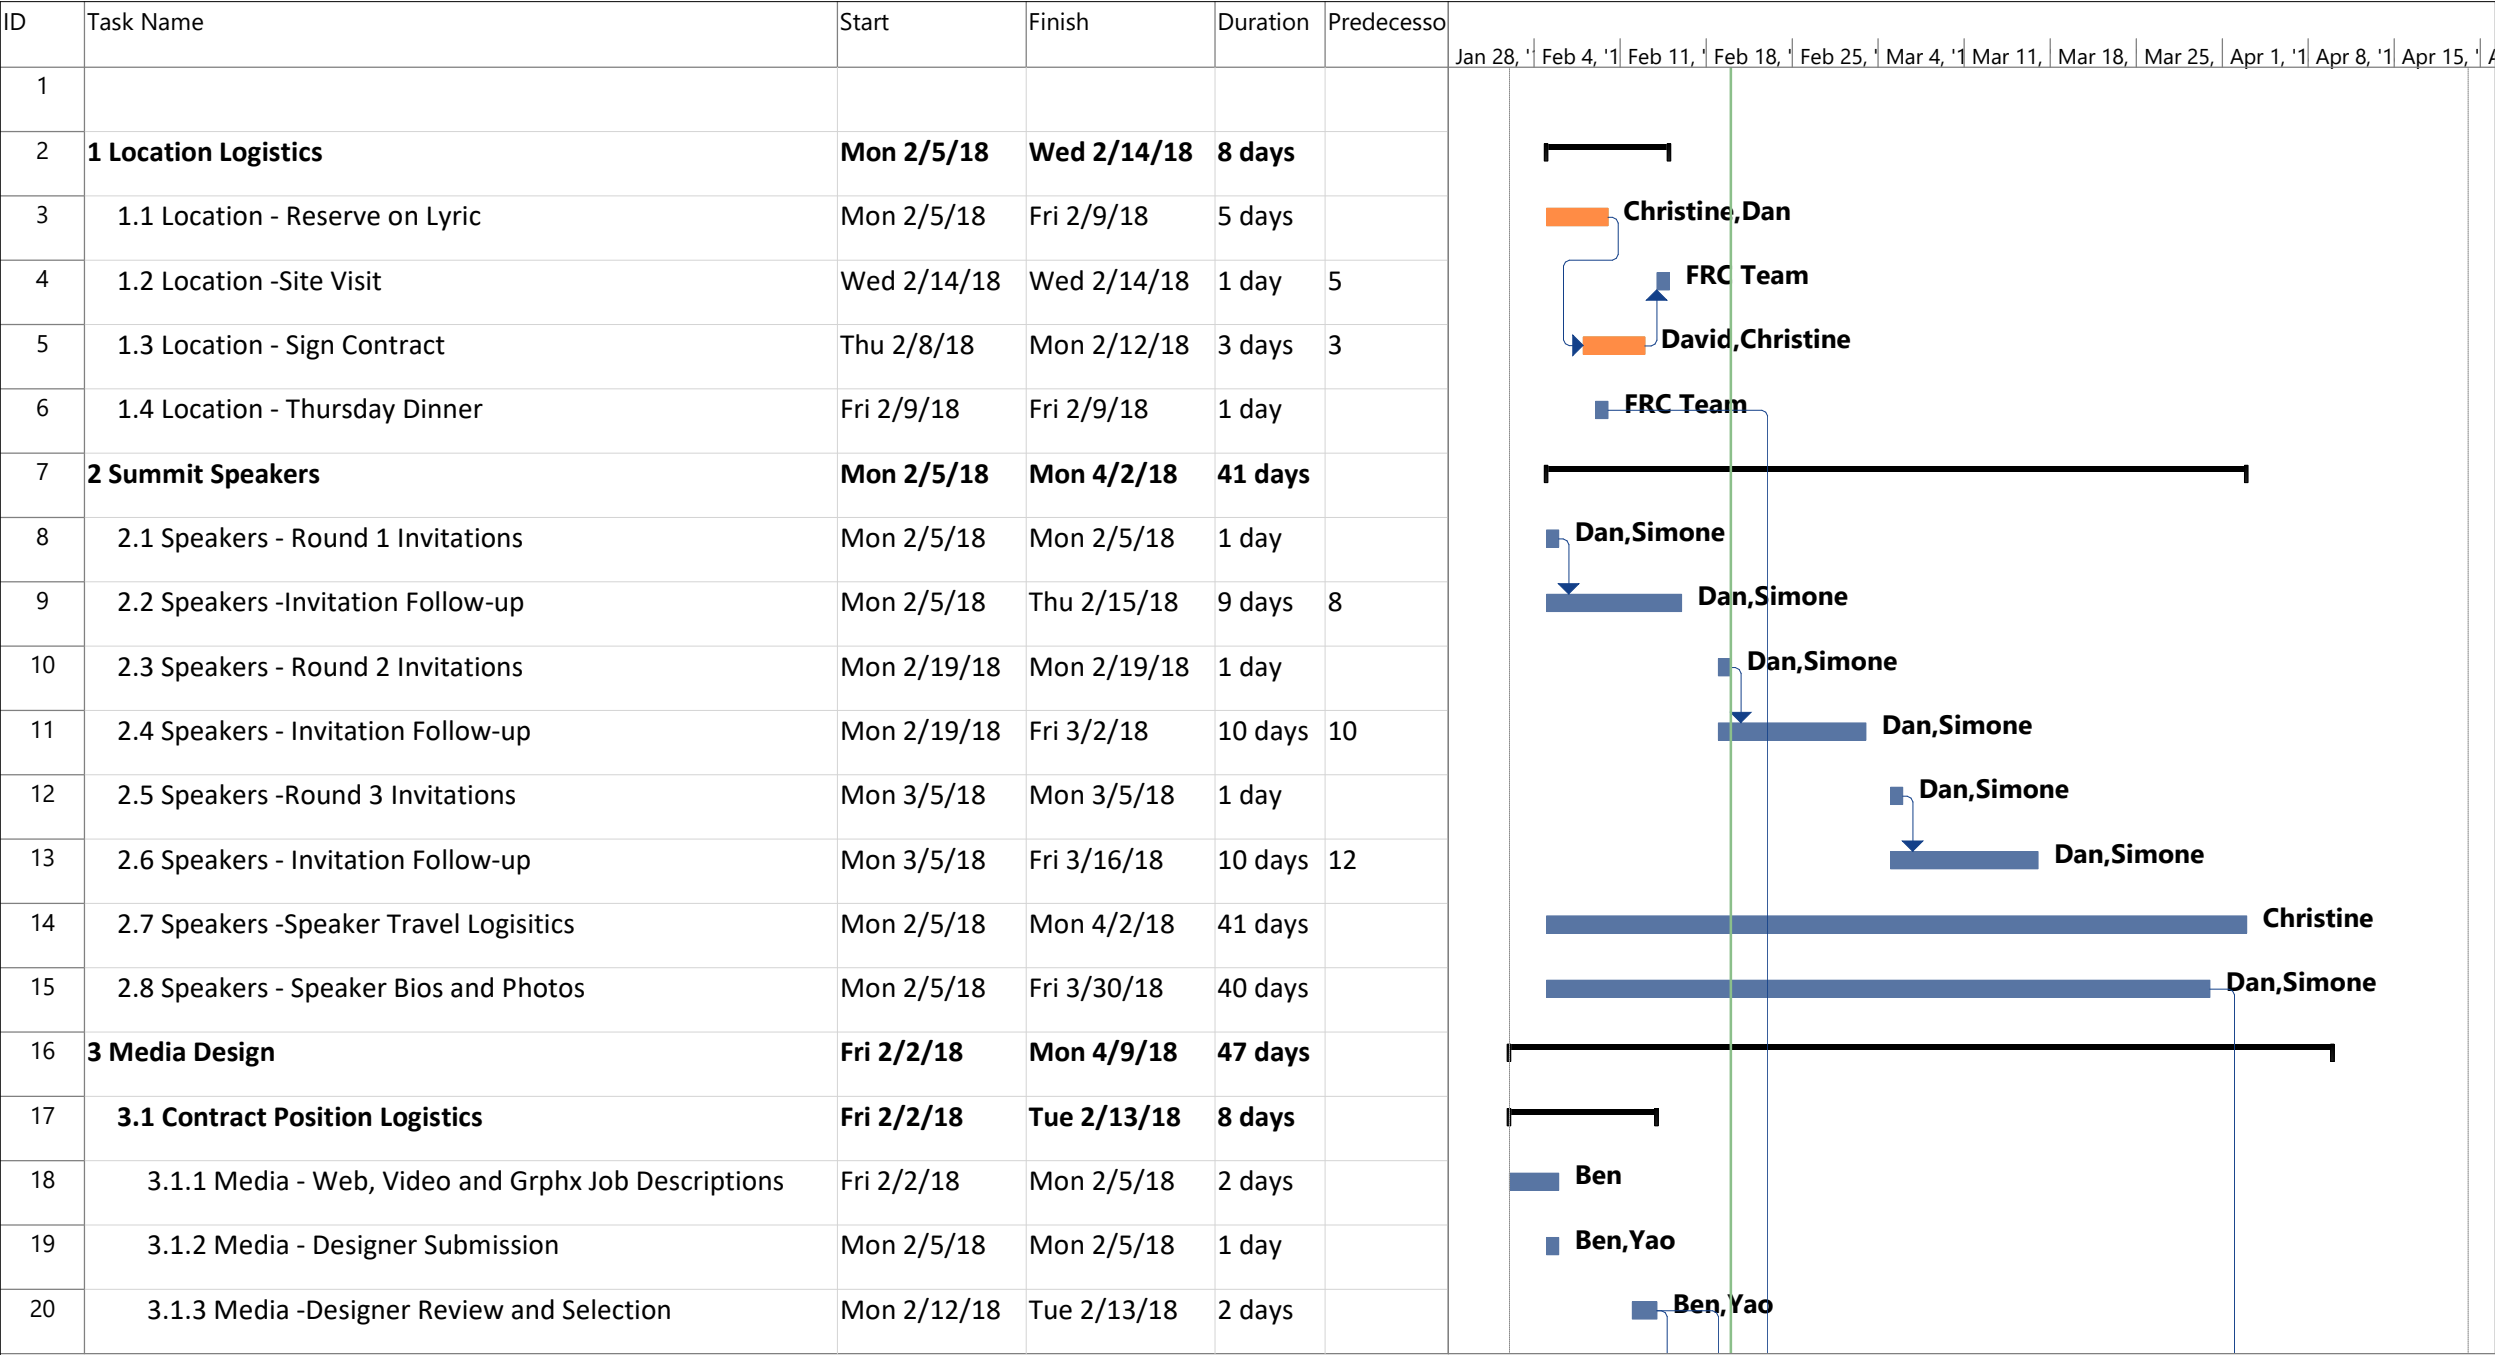 ID Task Name Start Finish Duration Predecesso
Jan 28, ' Feb 4, '1 Feb 11, ' Feb 18, ' Feb 25, ' Mar 4, '1 Mar 11, Mar 18, Mar 25, Apr 1, '1 Apr 8, '1 Apr 15, '
1
2 1 Location Logistics Mon 2/5/18 Wed 2/14/18 8 days
3 1.1 Location - Reserve on Lyric Mon 2/5/18 Fri 2/9/18 5 days Christine,Dan
4 1.2 Location -Site Visit Wed 2/14/18 Wed 2/14/18 1 day 5 FRC Team
5 1.3 Location - Sign Contract Thu 2/8/18 Mon 2/12/18 3 days 3 David,Christine
6 1.4 Location - Thursday Dinner Fri 2/9/18 Fri 2/9/18 1 day FRC Team
7 2 Summit Speakers Mon 2/5/18 Mon 4/2/18 41 days
8 2.1 Speakers - Round 1 Invitations Mon 2/5/18 Mon 2/5/18 1 day Dan,Simone
9 2.2 Speakers -Invitation Follow-up Mon 2/5/18 Thu 2/15/18 9 days 8 Dan,Simone
10 2.3 Speakers - Round 2 Invitations Mon 2/19/18 Mon 2/19/18 1 day Dan,Simone
11 2.4 Speakers - Invitation Follow-up Mon 2/19/18 Fri 3/2/18 10 days 10 Dan,Simone
12 2.5 Speakers -Round 3 Invitations Mon 3/5/18 Mon 3/5/18 1 day Dan,Simone
13 2.6 Speakers - Invitation Follow-up Mon 3/5/18 Fri 3/16/18 10 days 12 Dan,Simone
14 2.7 Speakers -Speaker Travel Logisitics Mon 2/5/18 Mon 4/2/18 41 days Christine
15 2.8 Speakers - Speaker Bios and Photos Mon 2/5/18 Fri 3/30/18 40 days Dan,Simone
16 3 Media Design Fri 2/2/18 Mon 4/9/18 47 days
17 3.1 Contract Position Logistics Fri 2/2/18 Tue 2/13/18 8 days
18 3.1.1 Media - Web, Video and Grphx Job Descriptions Fri 2/2/18 Mon 2/5/18 2 days Ben
19 3.1.2 Media - Designer Submission Mon 2/5/18 Mon 2/5/18 1 day Ben,Yao
20 3.1.3 Media -Designer Review and Selection Mon 2/12/18 Tue 2/13/18 2 days Ben,Yao